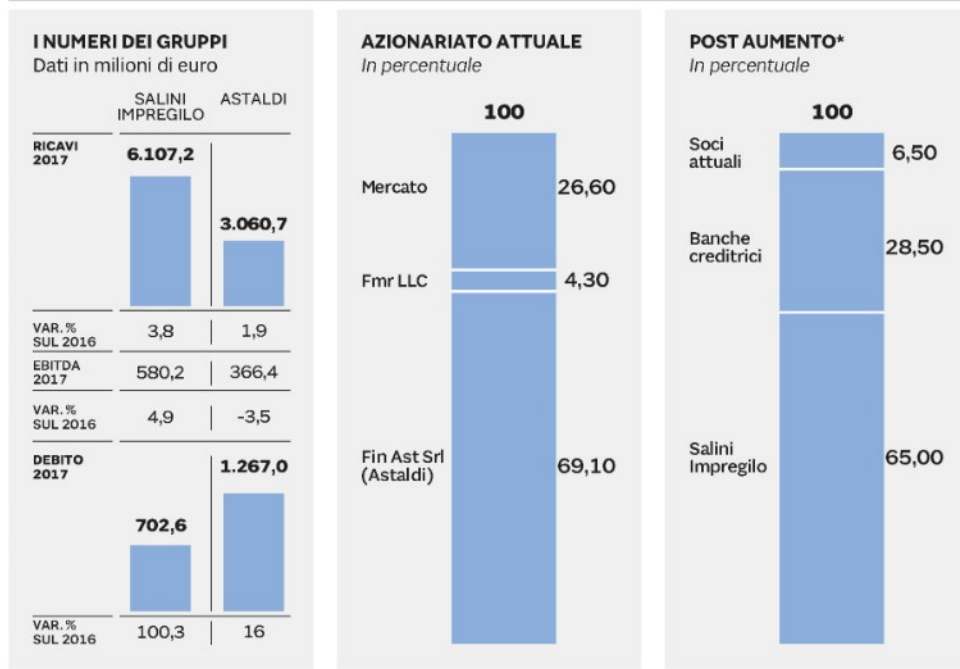 I NUMERI DEI GRUPPI
Dati in milioni di euro
SALINI
IMPREGILO
ASTALDI
RICAVI
2017
6.107,2
3.060,7
VAR. %
SUL 2016
3,8
1,9
EBITDA
2017
580,2
366,4
VAR. %
SUL 2016
4,9
-3,5
DEBITO
2017
702,6
1.267,0
VAR. %
SUL 2016
100,3
16
AZIONARIATO ATTUALE
In percentuale
100
Mercato
26,60
Fmr LLC
4,30
Fin Ast Srl
(Astaldi)
69,10
POST AUMENTO*
In percentuale
100
Soci
attuali
6,50
Banche
creditrici
28,50
Salini
Impregilo
65,00